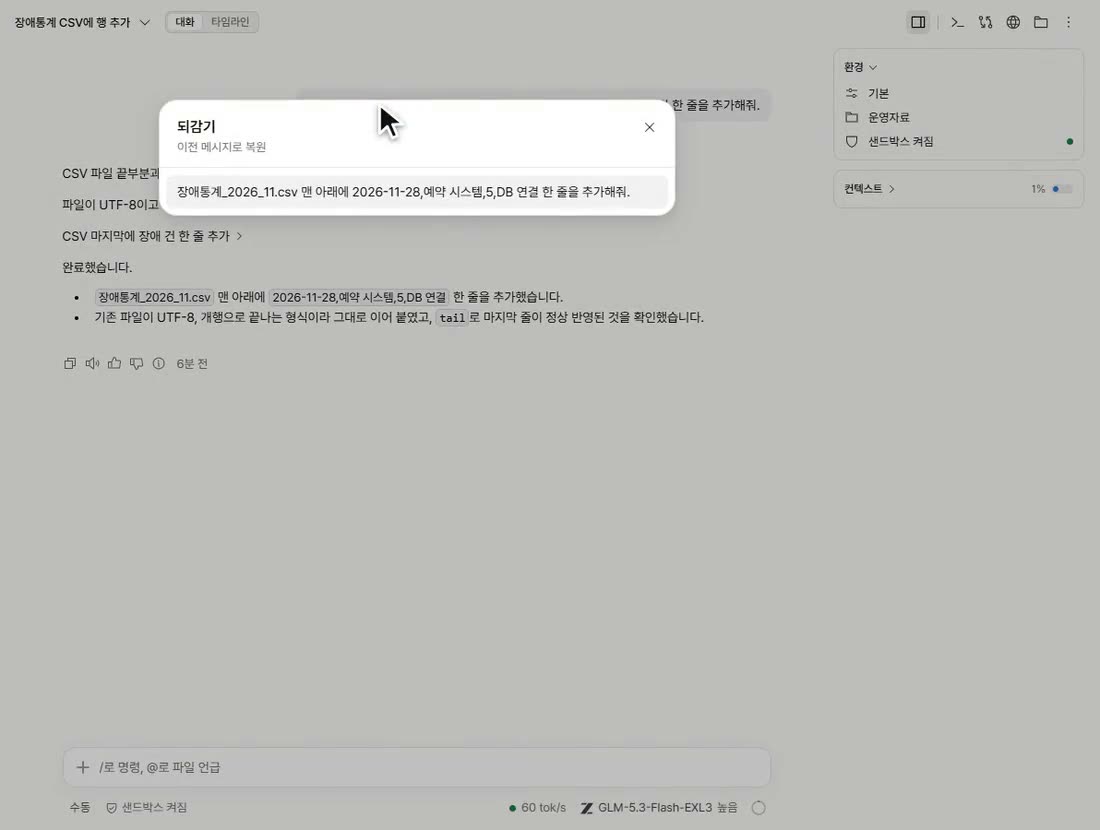 장애통계 CSV에 행 추가
대화 타임라인
한 줄을 추가해줘.
되감기
이전 메시지로 복원
장애통계_2026_11.csv 맨 아래에 2026-11-28,예약 시스템,5,DB 연결 한 줄을 추가해줘.
CSV 파일 끝부분과
파일이 UTF-8이고
CSV 마지막에 장애 건 한 줄 추가
완료했습니다.
장애통계_2026_11.csv 맨 아래에 2026-11-28,예약 시스템,5,DB 연결 한 줄을 추가했습니다.
기존 파일이 UTF-8, 개행으로 끝나는 형식이라 그대로 이어 붙였고, tail로 마지막 줄이 정상 반영된 것을 확인했습니다.
6분 전
환경
기본
운영자료
샌드박스 켜짐
컨텍스트 1%
/로 명령, @로 파일 언급
수동 샌드박스 켜짐 60 tok/s GLM-5.3-Flash-EXL3 높음